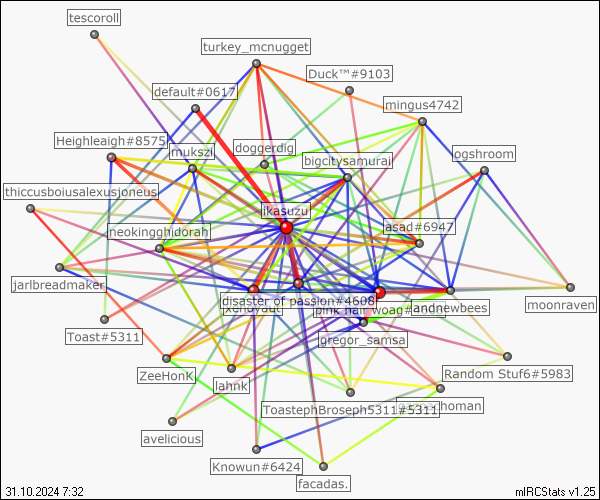 tescoroll
turkey_mcnugget
Duck™#9103
default#0617
mingus4742
Heighleaigh#8575
doggerdig
mukszi
bigcitysamurai
ogshroom
thiccusboiusalexusjoneus
ikasuzu
neokingghidorah
asad#6947
jarlbreadmaker
disaster of passion#4608
pink hair woag#
andnewbees
moonraven
Toast#5311
gregor_samsa
ZeeHonK
lahnk
Random Stuf6#5983
ToastephBroseph5311#5311
homan
avelicious
Knowun#6424
facadas.
31.10.2024 7:32
mIRCStats v1.25